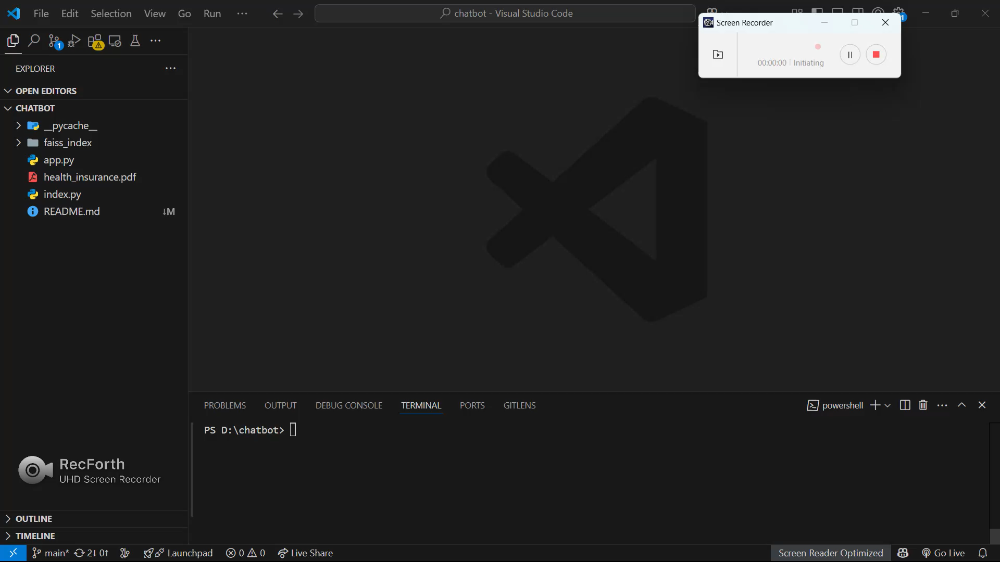 File Edit Selection View Go Run ···
chatbot - Visual Studio Code
1
Screen Recorder
00:00:00 | Initiating
1
EXPLORER
OPEN EDITORS
CHATBOT
__pycache__
faiss_index
app.py
health_insurance.pdf
index.py
README.md ↓M
PROBLEMS OUTPUT DEBUG CONSOLE TERMINAL PORTS GITLENS
powershell
PS D:\chatbot>
RecForth
UHD Screen Recorder
OUTLINE
TIMELINE
main* 2↓ 0↑ Launchpad 0 0 Live Share
Screen Reader Optimized Go Live